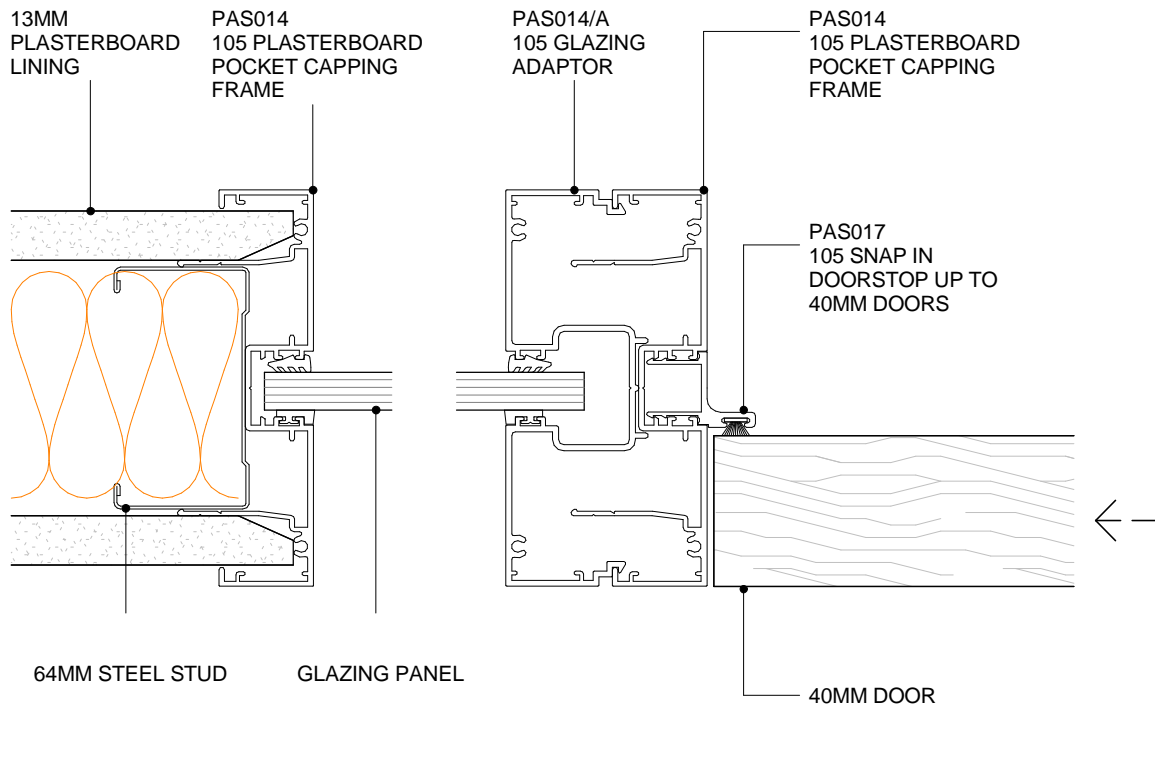 13MM
PLASTERBOARD
LINING
PAS014
105 PLASTERBOARD
POCKET CAPPING
FRAME
PAS014/A
105 GLAZING
ADAPTOR
PAS014
105 PLASTERBOARD
POCKET CAPPING
FRAME
PAS017
105 SNAP IN
DOORSTOP UP TO
40MM DOORS
64MM STEEL STUD
GLAZING PANEL
40MM DOOR